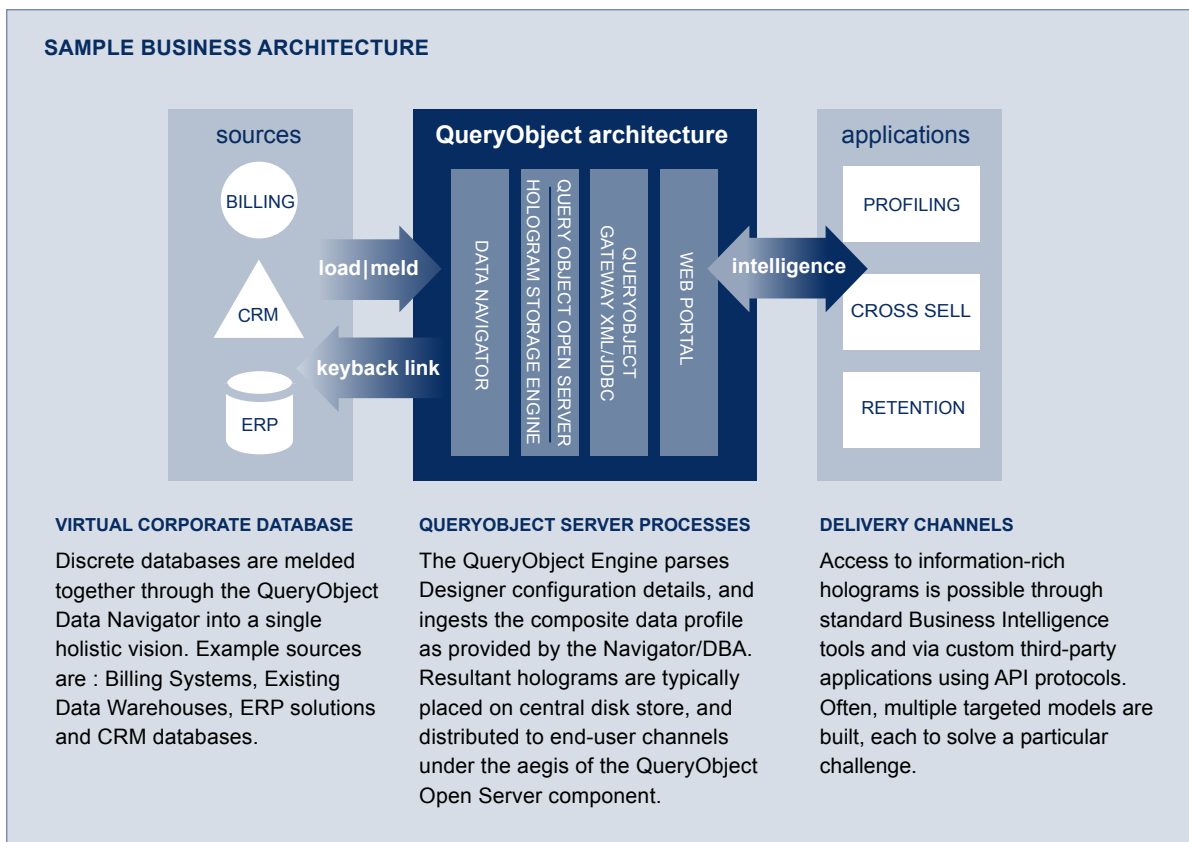 SAMPLE BUSINESS ARCHITECTURE
sources
BILLING
CRM
ERP
load|meld
keyback link
QueryObject architecture
DATA NAVIGATOR
QUERY OBJECT OPEN SERVER
HOLOGRAM STORAGE ENGINE
QUERYOBJECT
GATEWAY XML/JDBC
WEB PORTAL
intelligence
applications
PROFILING
CROSS SELL
RETENTION
VIRTUAL CORPORATE DATABASE
Discrete databases are melded
together through the QueryObject
Data Navigator into a single
holistic vision. Example sources
are : Billing Systems, Existing
Data Warehouses, ERP solutions
and CRM databases.
QUERYOBJECT SERVER PROCESSES
The QueryObject Engine parses
Designer configuration details, and
ingests the composite data profile
as provided by the Navigator/DBA.
Resultant holograms are typically
placed on central disk store, and
distributed to end-user channels
under the aegis of the QueryObject
Open Server component.
DELIVERY CHANNELS
Access to information-rich
holograms is possible through
standard Business Intelligence
tools and via custom third-party
applications using API protocols.
Often, multiple targeted models are
built, each to solve a particular
challenge.